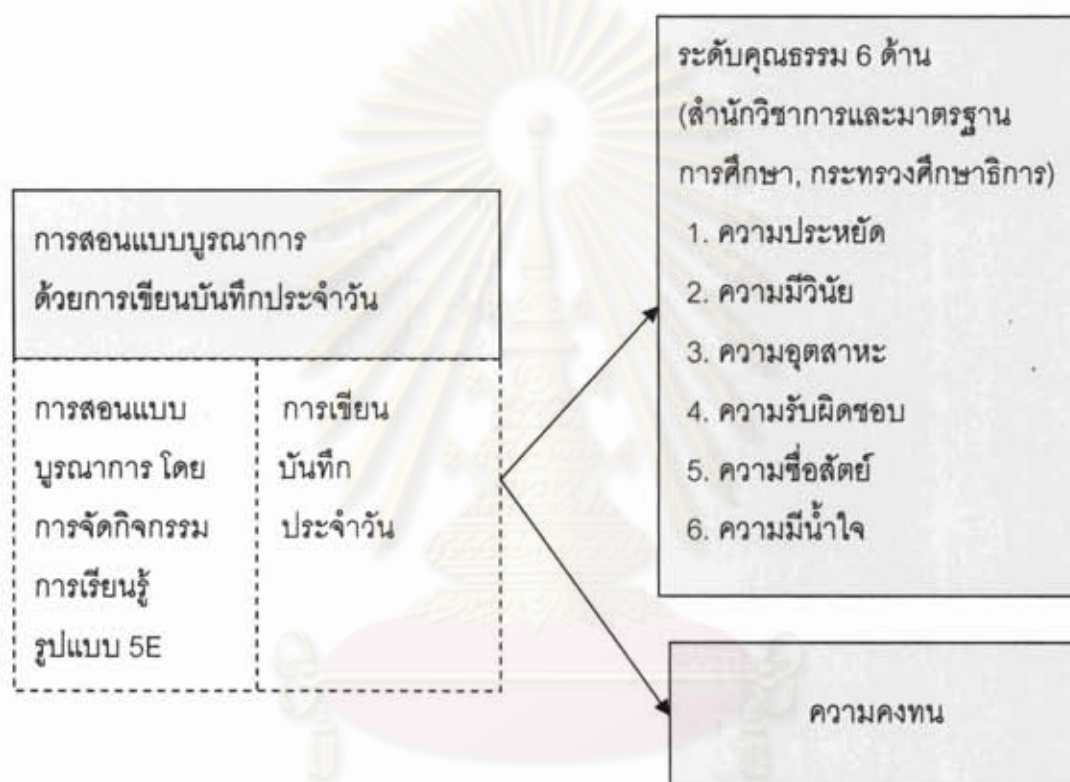 การสอนแบบบูรณาการ
ด้วยการเขียนบันทึกประจำวัน
การสอนแบบ
บูรณาการ โดย
การจัดกิจกรรม
การเรียนรู้
รูปแบบ 5E
การเขียน
บันทึก
ประจำวัน
ระดับคุณธรรม 6 ด้าน
(สำนักวิชาการและมาตรฐาน
การศึกษา, กระทรวงศึกษาธิการ)
1. ความประหยัด
2. ความมีวินัย
3. ความอุตสาหะ
4. ความรับผิดชอบ
5. ความซื่อสัตย์
6. ความมีน้ำใจ
ความคงทน